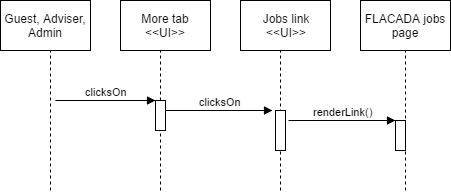 Guest, Adviser,
Admin
More tab
<<UI>>
Jobs link
<<UI>>
FLACADA jobs
page
clicksOn
clicksOn
renderLink()